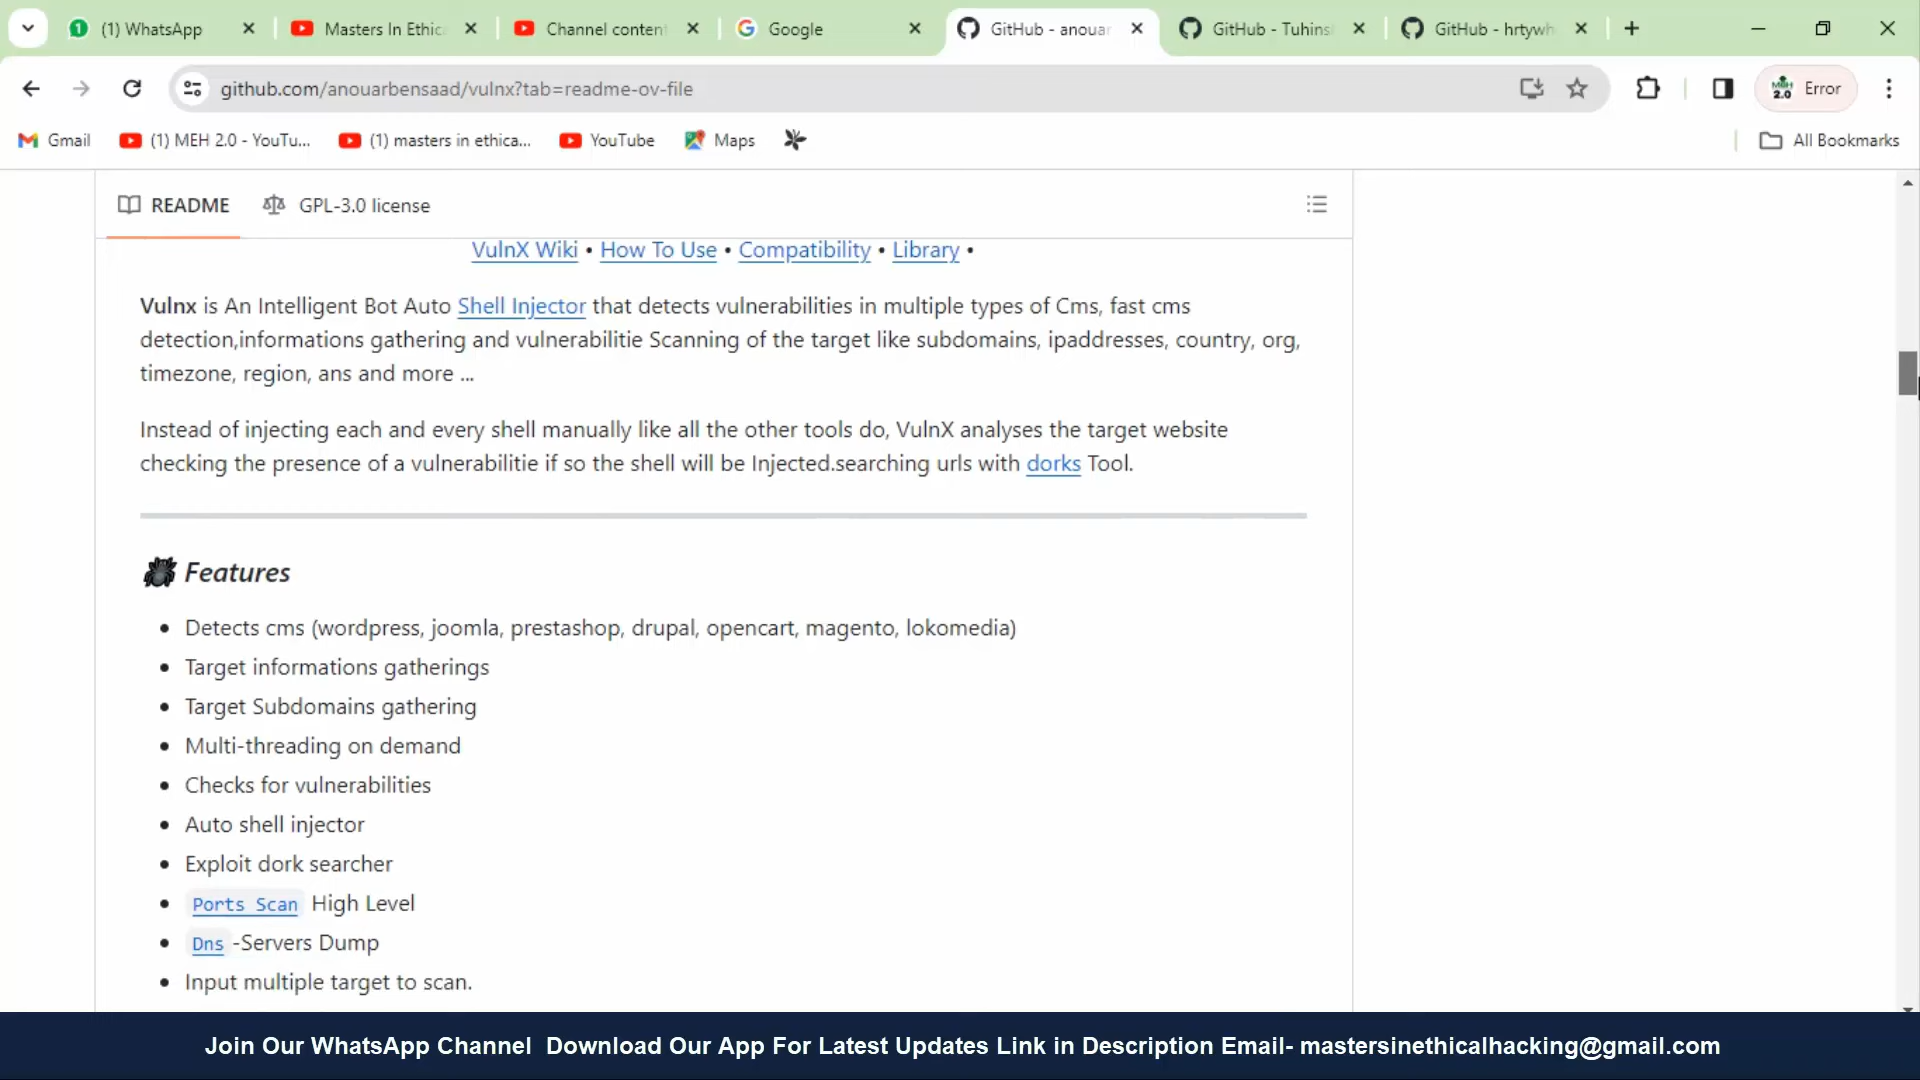 (1) WhatsApp
Masters In Ethic
Channel content
Google
GitHub - anouar
GitHub - Tuhins
GitHub - hrtywh
github.com/anouarbensaad/vulnx?tab=readme-ov-file
Error
Gmail
(1) MEH 2.0 - YouTu...
(1) masters in ethica...
YouTube
Maps
All Bookmarks
README
GPL-3.0 license
VulnX Wiki • How To Use • Compatibility • Library •
Vulnx is An Intelligent Bot Auto Shell Injector that detects vulnerabilities in multiple types of Cms, fast cms
detection,informations gathering and vulnerabilitie Scanning of the target like subdomains, ipaddresses, country, org,
timezone, region, ans and more ...
Instead of injecting each and every shell manually like all the other tools do, VulnX analyses the target website
checking the presence of a vulnerabilitie if so the shell will be Injected.searching urls with dorks Tool.
Features
• Detects cms (wordpress, joomla, prestashop, drupal, opencart, magento, lokomedia)
• Target informations gatherings
• Target Subdomains gathering
• Multi-threading on demand
• Checks for vulnerabilities
• Auto shell injector
• Exploit dork searcher
• Ports Scan High Level
• Dns -Servers Dump
• Input multiple target to scan.
Join Our WhatsApp Channel Download Our App For Latest Updates Link in Description Email- mastersinethicalhacking@gmail.com